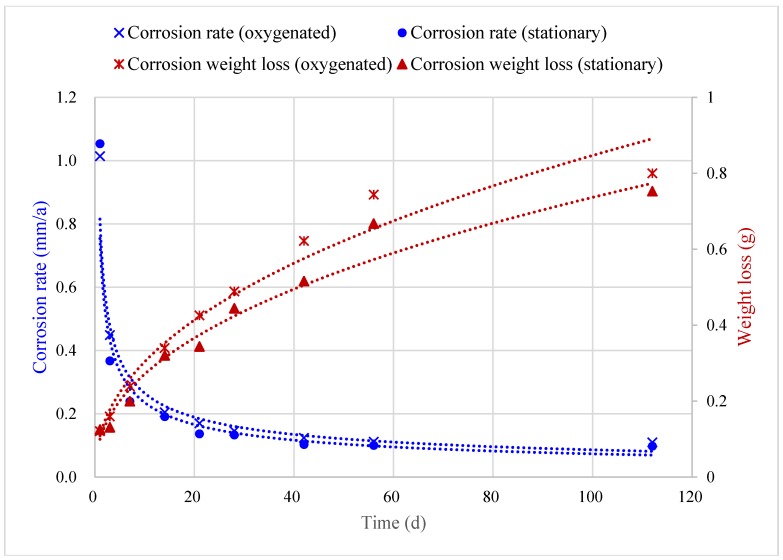 Corrosion rate (oxygenated) Corrosion rate (stationary)
Corrosion weight loss (oxygenated) Corrosion weight loss (stationary)
1.2 1
1.0
0.8
0.8
0.6
0.6
0.4
0.4
0.2
0.2
0.0 0
0 20 40 60 80 100 120
Corrosion rate (mm/a)
Weight loss (g)
Time (d)